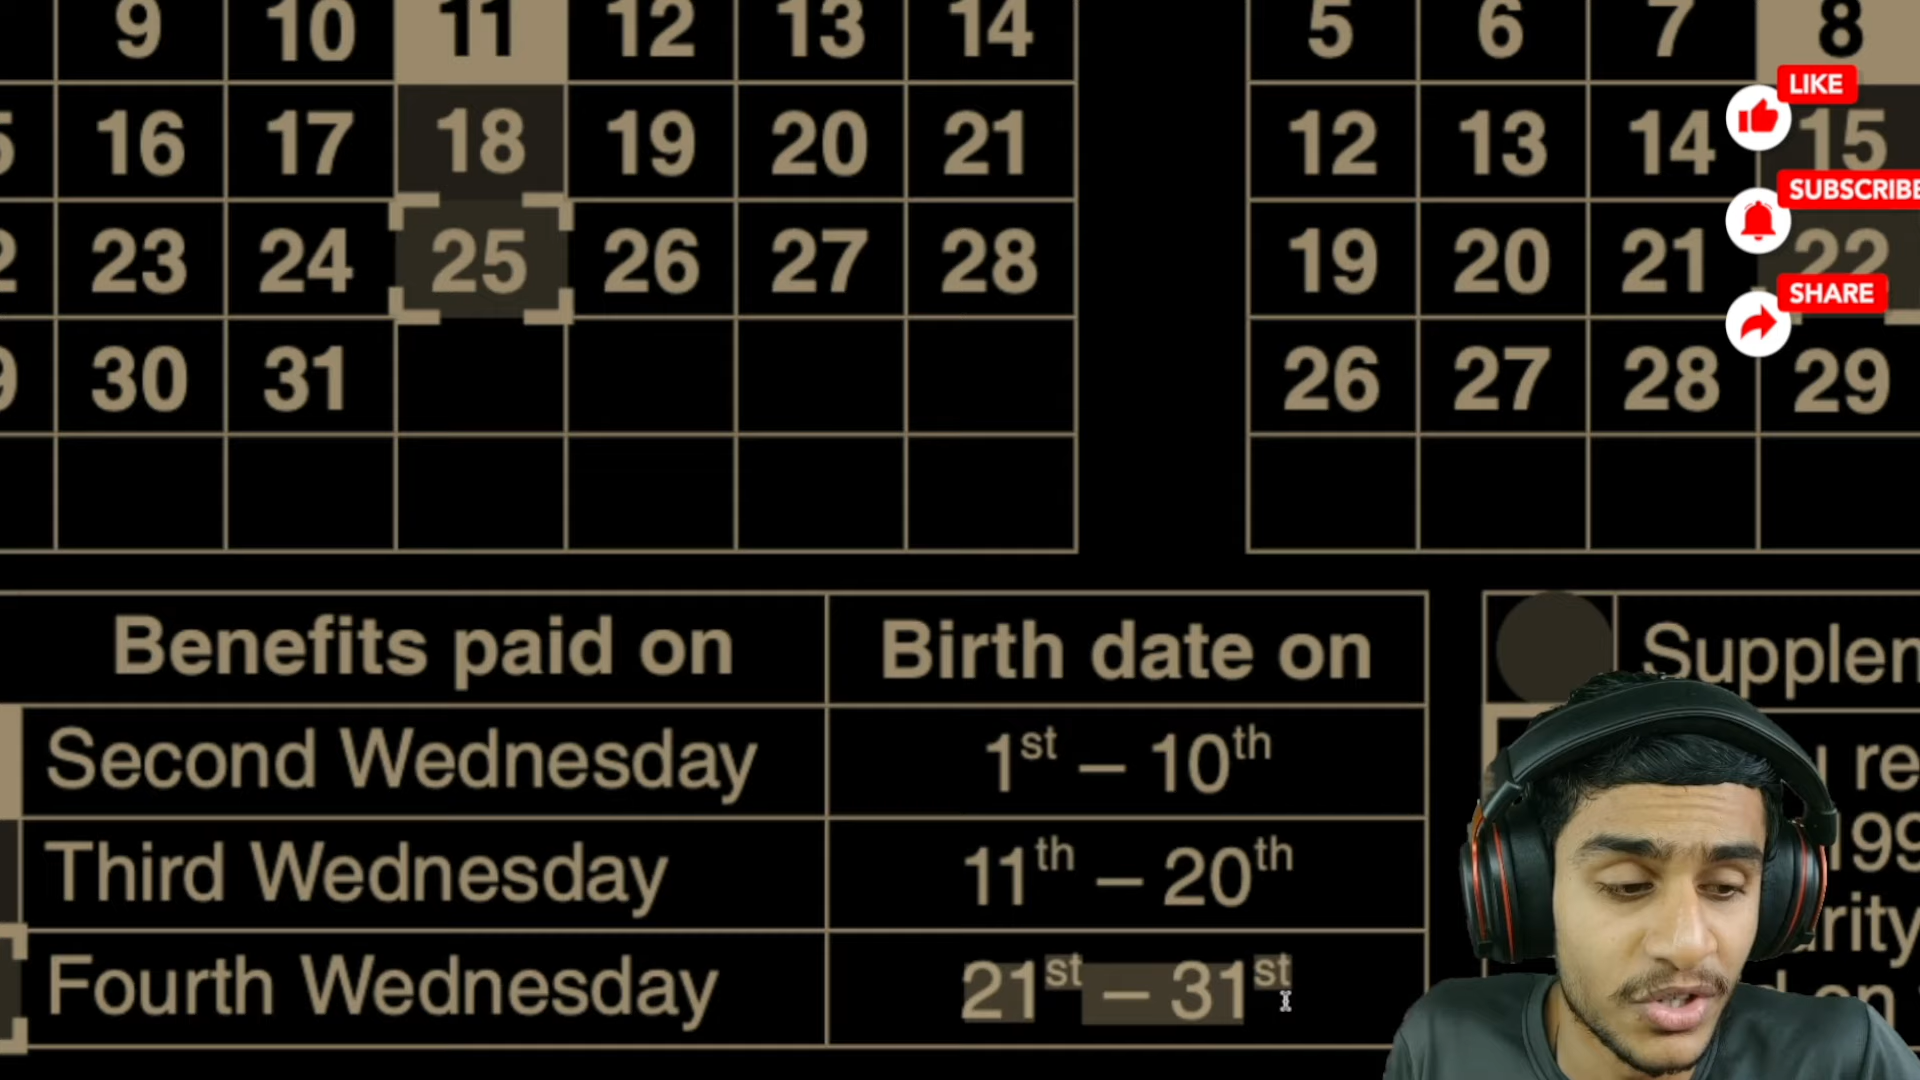 9 10 11 12 13 14
16 17 18 19 20 21
23 24 25 26 27 28
30 31
5 6 7 8
12 13 14 15
19 20 21 22
26 27 28 29
LIKE
SUBSCRIBE
SHARE
Benefits paid on Birth date on
Second Wednesday 1st – 10th
Third Wednesday 11th – 20th
Fourth Wednesday 21st – 31st